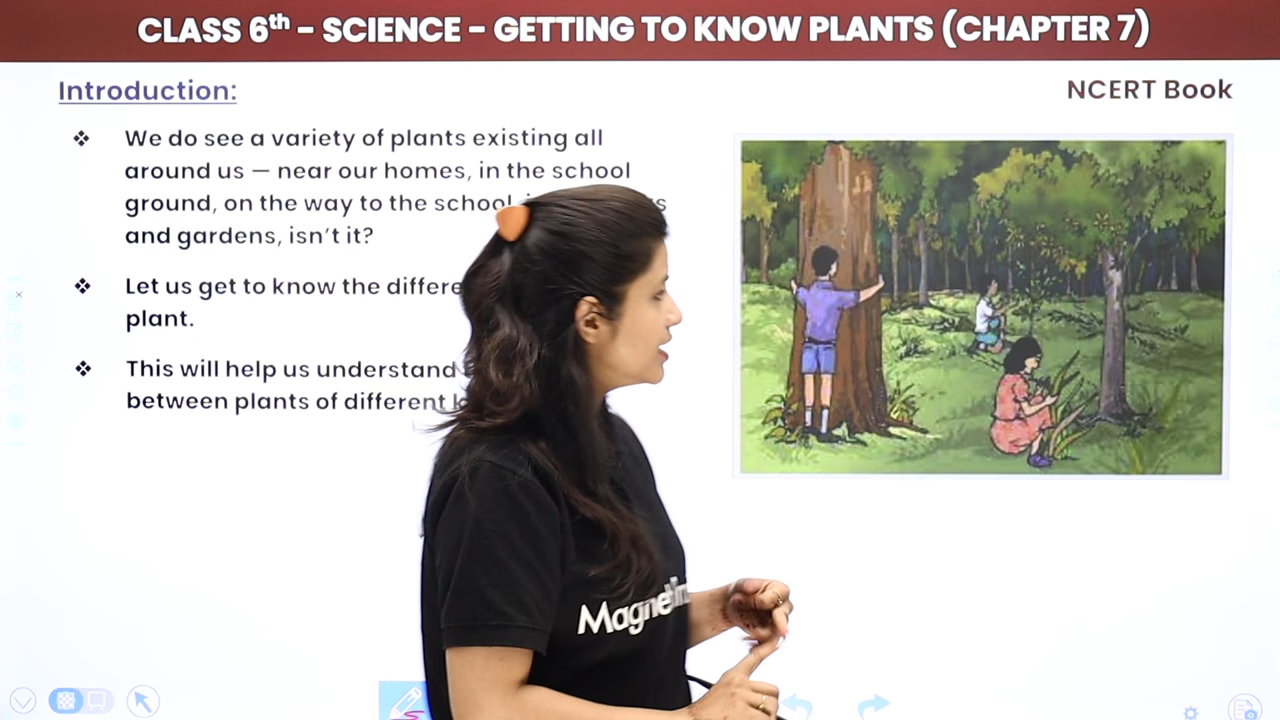 CLASS 6th - SCIENCE - GETTING TO KNOW PLANTS (CHAPTER 7)
Introduction:
NCERT Book
❖ We do see a variety of plants existing all
around us — near our homes, in the school
ground, on the way to the school
and gardens, isn't it?
❖ Let us get to know the
plant.
❖ This will help us understand
between plants of different